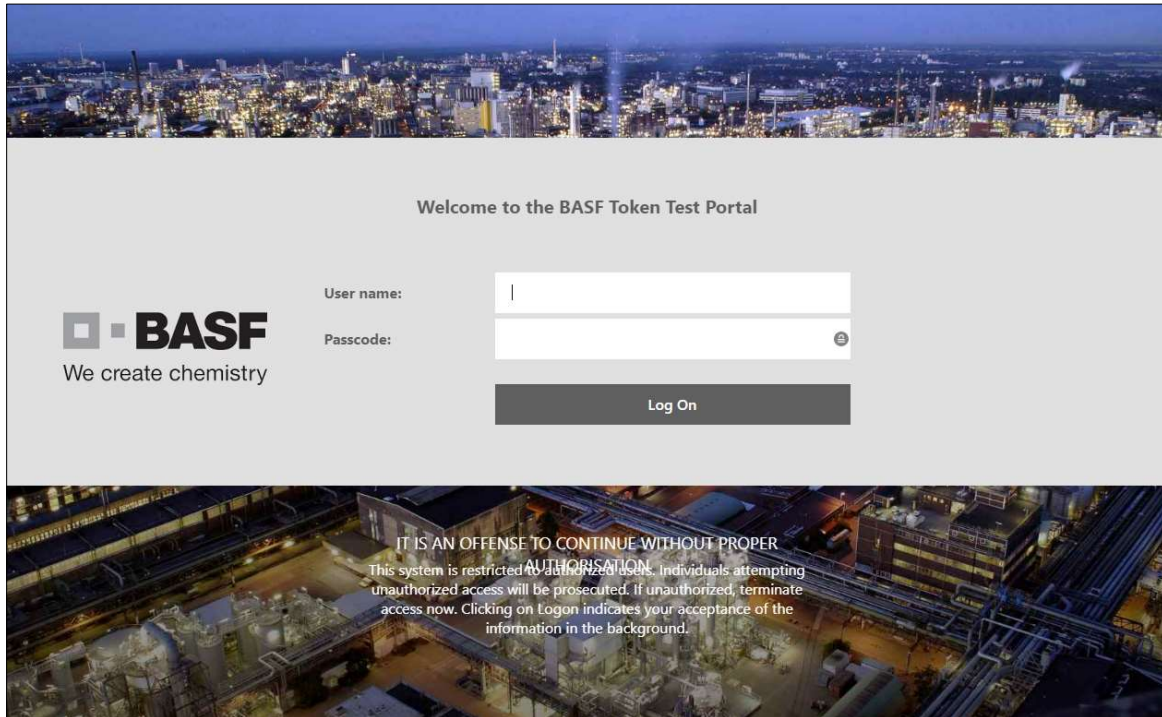 Welcome to the BASF Token Test Portal
User name:
BASF
We create chemistry
Passcode:
Log On
IT IS AN OFFENSE TO CONTINUE WITHOUT PROPER
AUTHORISATION
This system is restricted to authorized users. Individuals attempting
unauthorized access will be prosecuted. If unauthorized, terminate
access now. Clicking on Logon indicates your acceptance of the
information in the background.